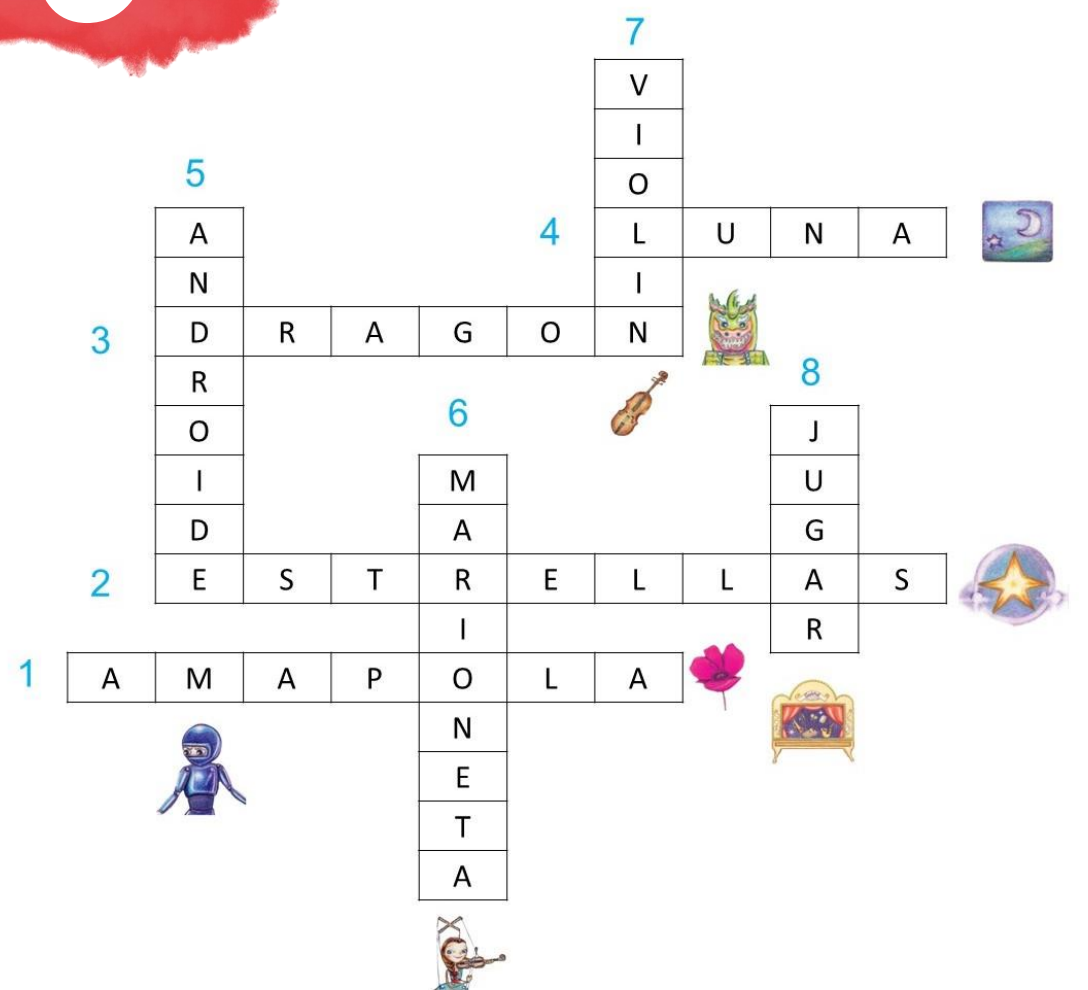 7
V
I
5
O
A 4 L U N A
N I
3 D R A G O N
R 8
O 6 J
I M U
D A G
2 E S T R E L L A S
I R
1 A M A P O L A
N
E
T
A